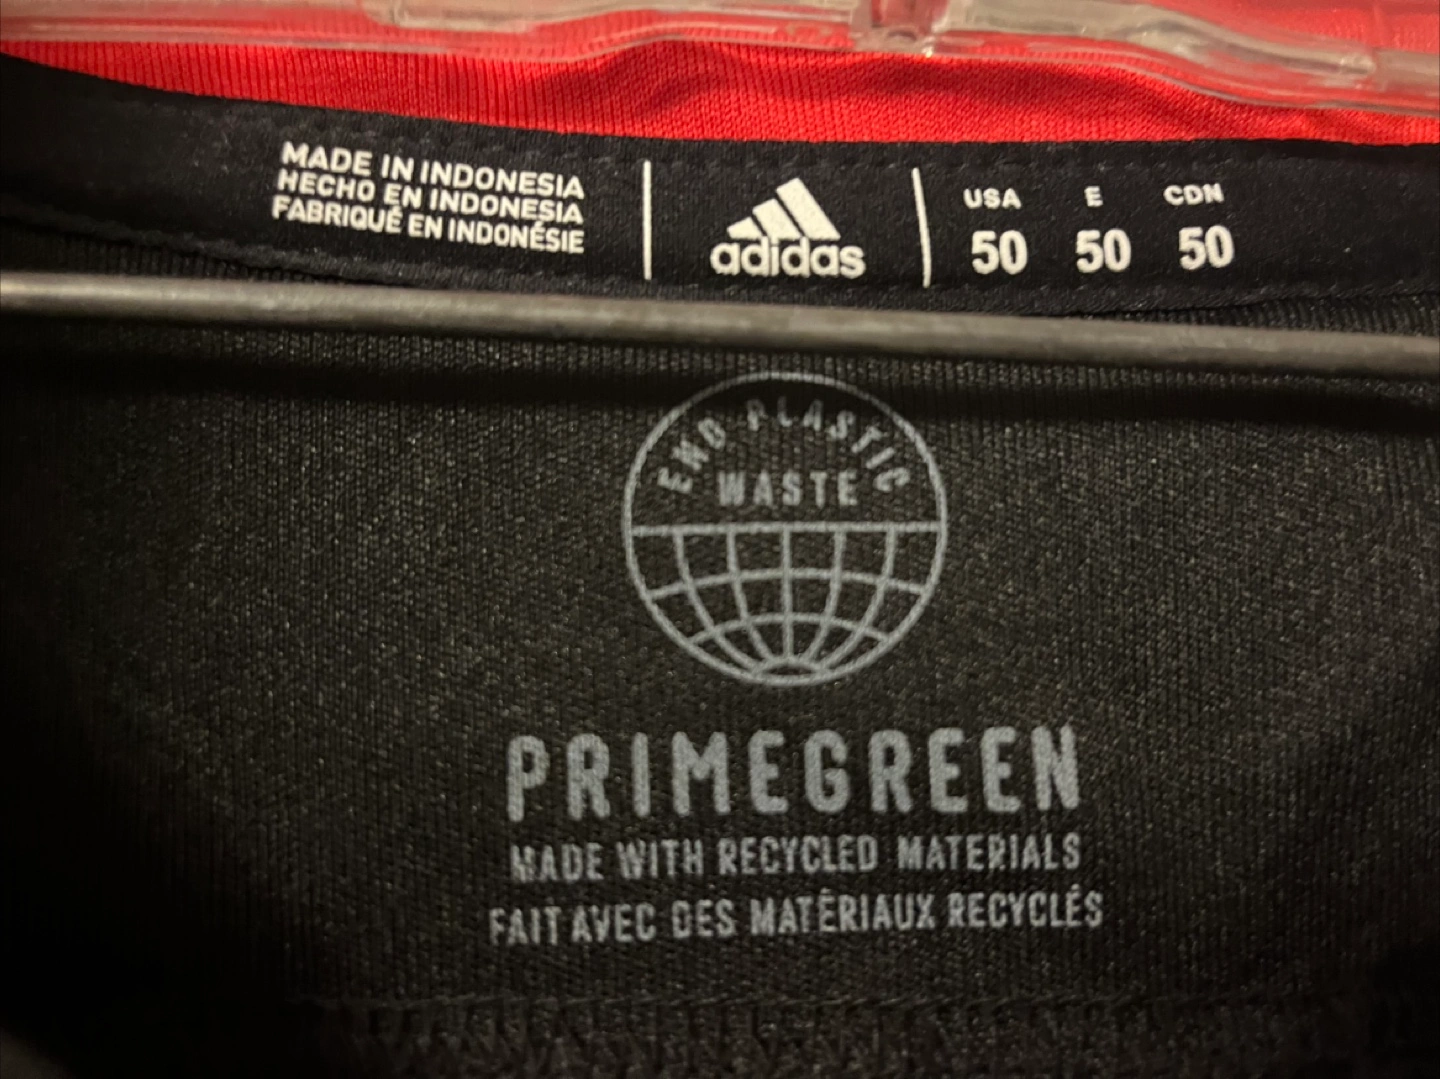 MADE IN INDONESIA
HECHO EN INDONESIA
FABRIQUÉ EN INDONÉSIE
adidas
USA E CDN
50 50 50
END PLASTIC
WASTE
PRIMEGREEN
MADE WITH RECYCLED MATERIALS
FAIT AVEC DES MATÉRIAUX RECYCLÉS